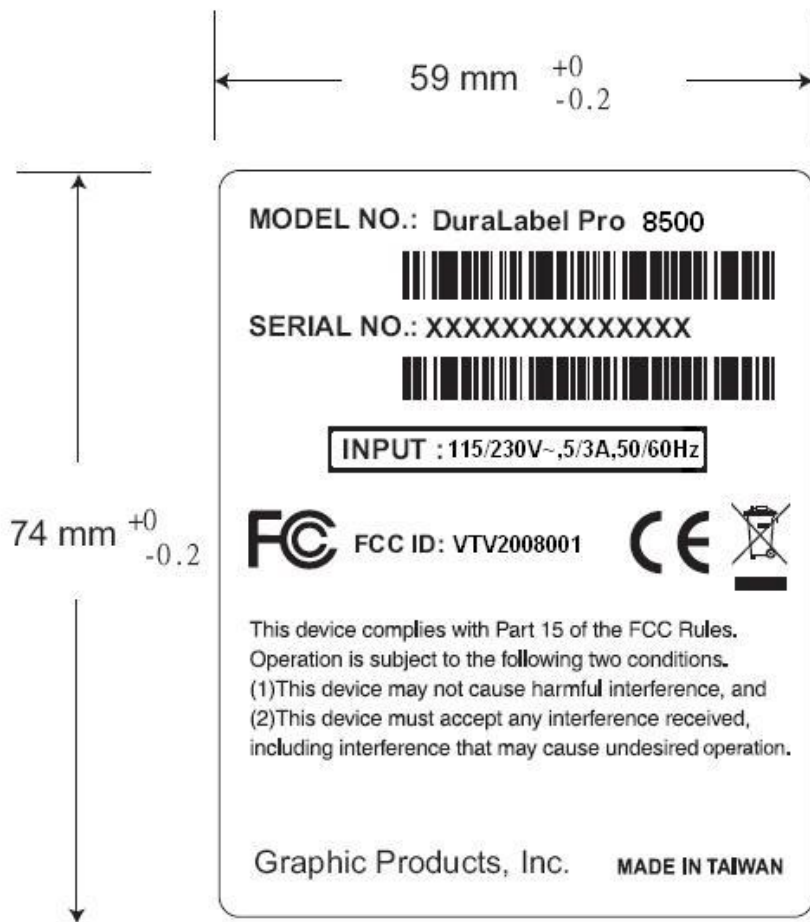 59 mm +0 -0.2
MODEL NO.: DuraLabel Pro 8500
SERIAL NO.: XXXXXXXXXXXXXX
INPUT : 115/230V~,5/3A,50/60Hz
74 mm +0 -0.2
FC FCC ID: VTV2008001 CE
This device complies with Part 15 of the FCC Rules.
Operation is subject to the following two conditions.
(1)This device may not cause harmful interference, and
(2)This device must accept any interference received,
including interference that may cause undesired operation.
Graphic Products, Inc. MADE IN TAIWAN